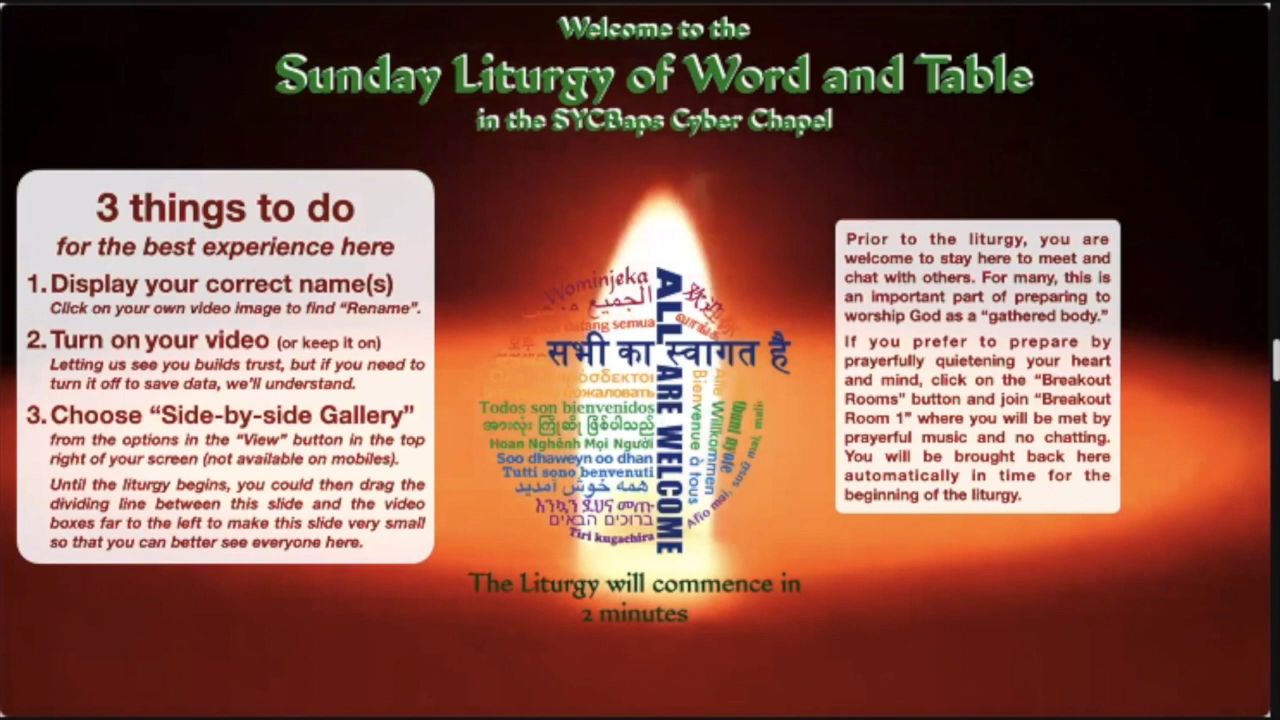 Welcome to the
Sunday Liturgy of Word and Table
in the SYCBaps Cyber Chapel
3 things to do
for the best experience here
1. Display your correct name(s)
Click on your own video image to find “Rename”.
2. Turn on your video (or keep it on)
Letting us see you builds trust, but if you need to
turn it off to save data, we’ll understand.
3. Choose “Side-by-side Gallery”
from the options in the “View” button in the top
right of your screen (not available on mobiles).
Until the liturgy begins, you could then drag the
dividing line between this slide and the video
boxes far to the left to make this slide very small
so that you can better see everyone here.
Wominjeka
الجميع
datang semua
सभी का स्वागत है
ALL ARE WELCOME
Todos son bienvenidos
Hoan Nghênh Mọi Người
Soo dhaweyn oo dhan
Tutti sono benvenuti
همه خوش آمدید
እንኳን ደህና መጡ
ברוכים הבאים
Tiri kugachira
Bienvenue à tous
Alle Willkommen
Afio mai, susū mai, maliu
The Liturgy will commence in
2 minutes
Prior to the liturgy, you are
welcome to stay here to meet and
chat with others. For many, this is
an important part of preparing to
worship God as a “gathered body.”
If you prefer to prepare by
prayerfully quietening your heart
and mind, click on the “Breakout
Rooms” button and join “Breakout
Room 1” where you will be met by
prayerful music and no chatting.
You will be brought back here
automatically in time for the
beginning of the liturgy.